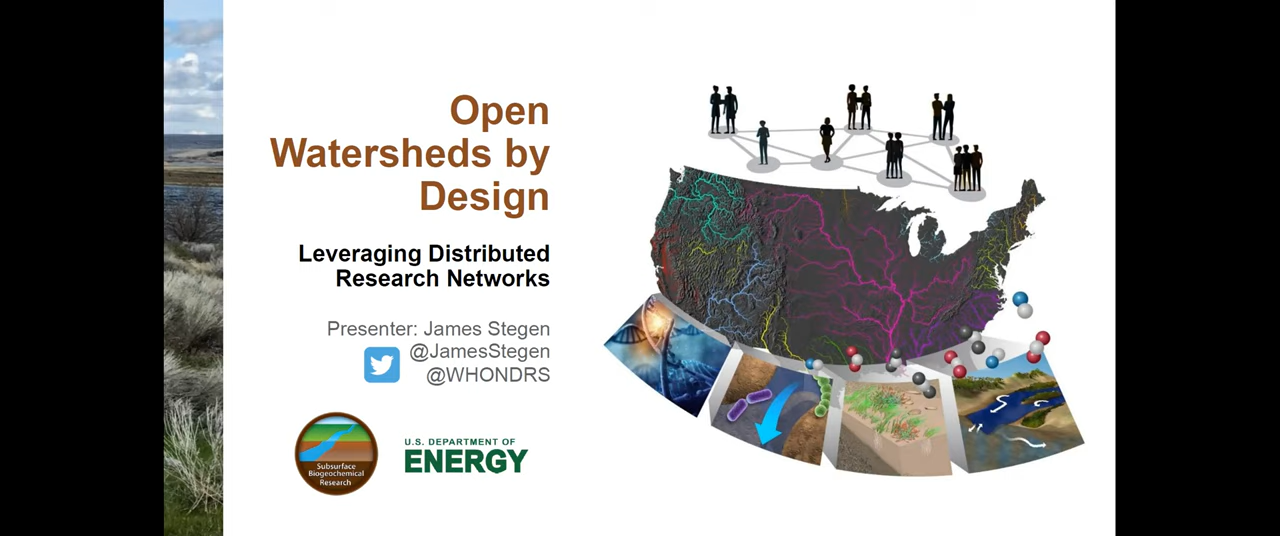 Open
Watersheds by
Design
Leveraging Distributed
Research Networks
Presenter: James Stegen
@JamesStegen
@WHONDRS
Subsurface
Biogeochemical
Research
U.S. DEPARTMENT OF
ENERGY